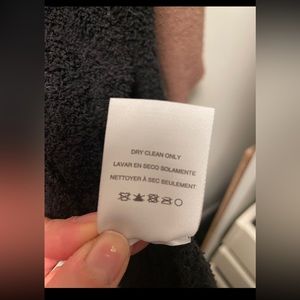 DRY CLEAN ONLY
LAVAR EN SECO SOLAMENTE
NETTOYER À SEC SEULEMENT